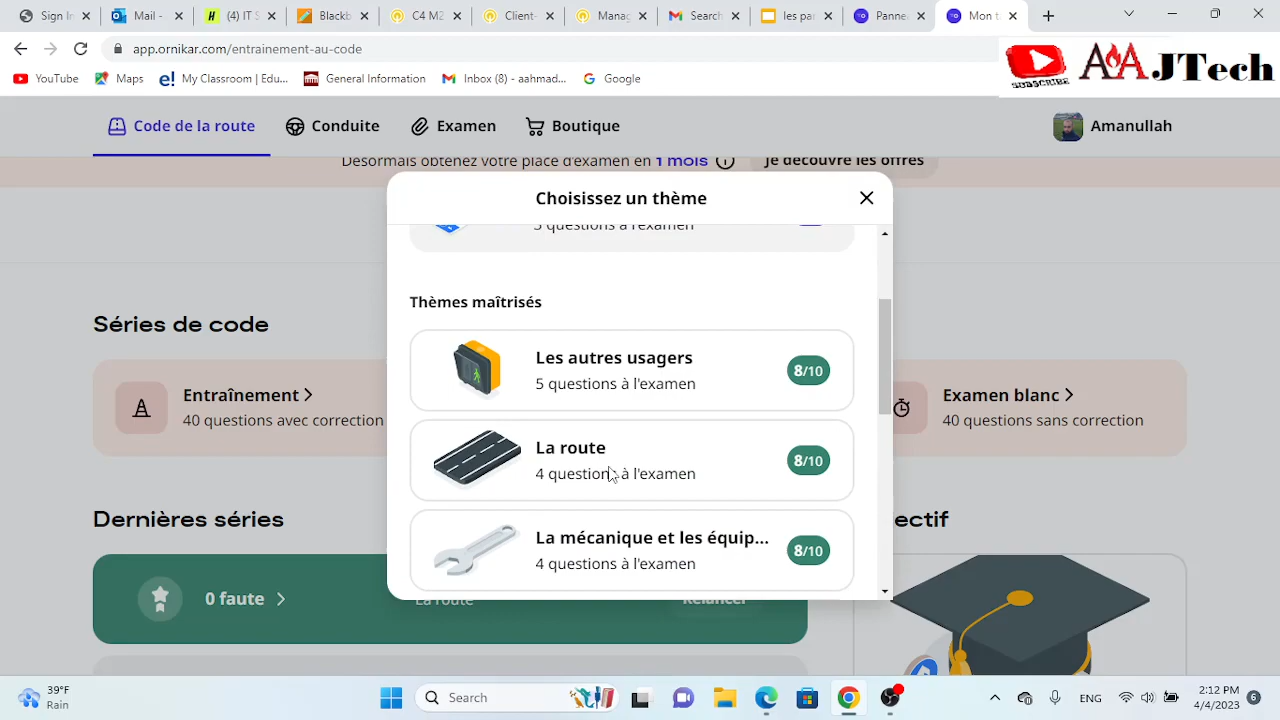 Sign in
Mail -
(4) IT's
Blackb
C4 M2
Client-
Manag
Search
les pa
Panne
Mon t
app.ornikar.com/entrainement-au-code
YouTube
Maps
My Classroom | Edu...
General Information
Inbox (8) - aahmad...
Google
SUBSCRIBE
AAJTech
Code de la route
Conduite
Examen
Boutique
Amanullah
Désormais obtenez votre place d'examen en 1 mois
Je découvre les offres
Choisissez un thème
5 questions à l'examen
Thèmes maîtrisés
Les autres usagers
5 questions à l'examen
8/10
La route
4 questions à l'examen
8/10
La mécanique et les équip...
4 questions à l'examen
8/10
Séries de code
Entraînement
40 questions avec correction
Examen blanc
40 questions sans correction
Dernières séries
ectif
0 faute
La route
Relancer
39°F
Rain
Search
ENG
2:12 PM
4/4/2023
6